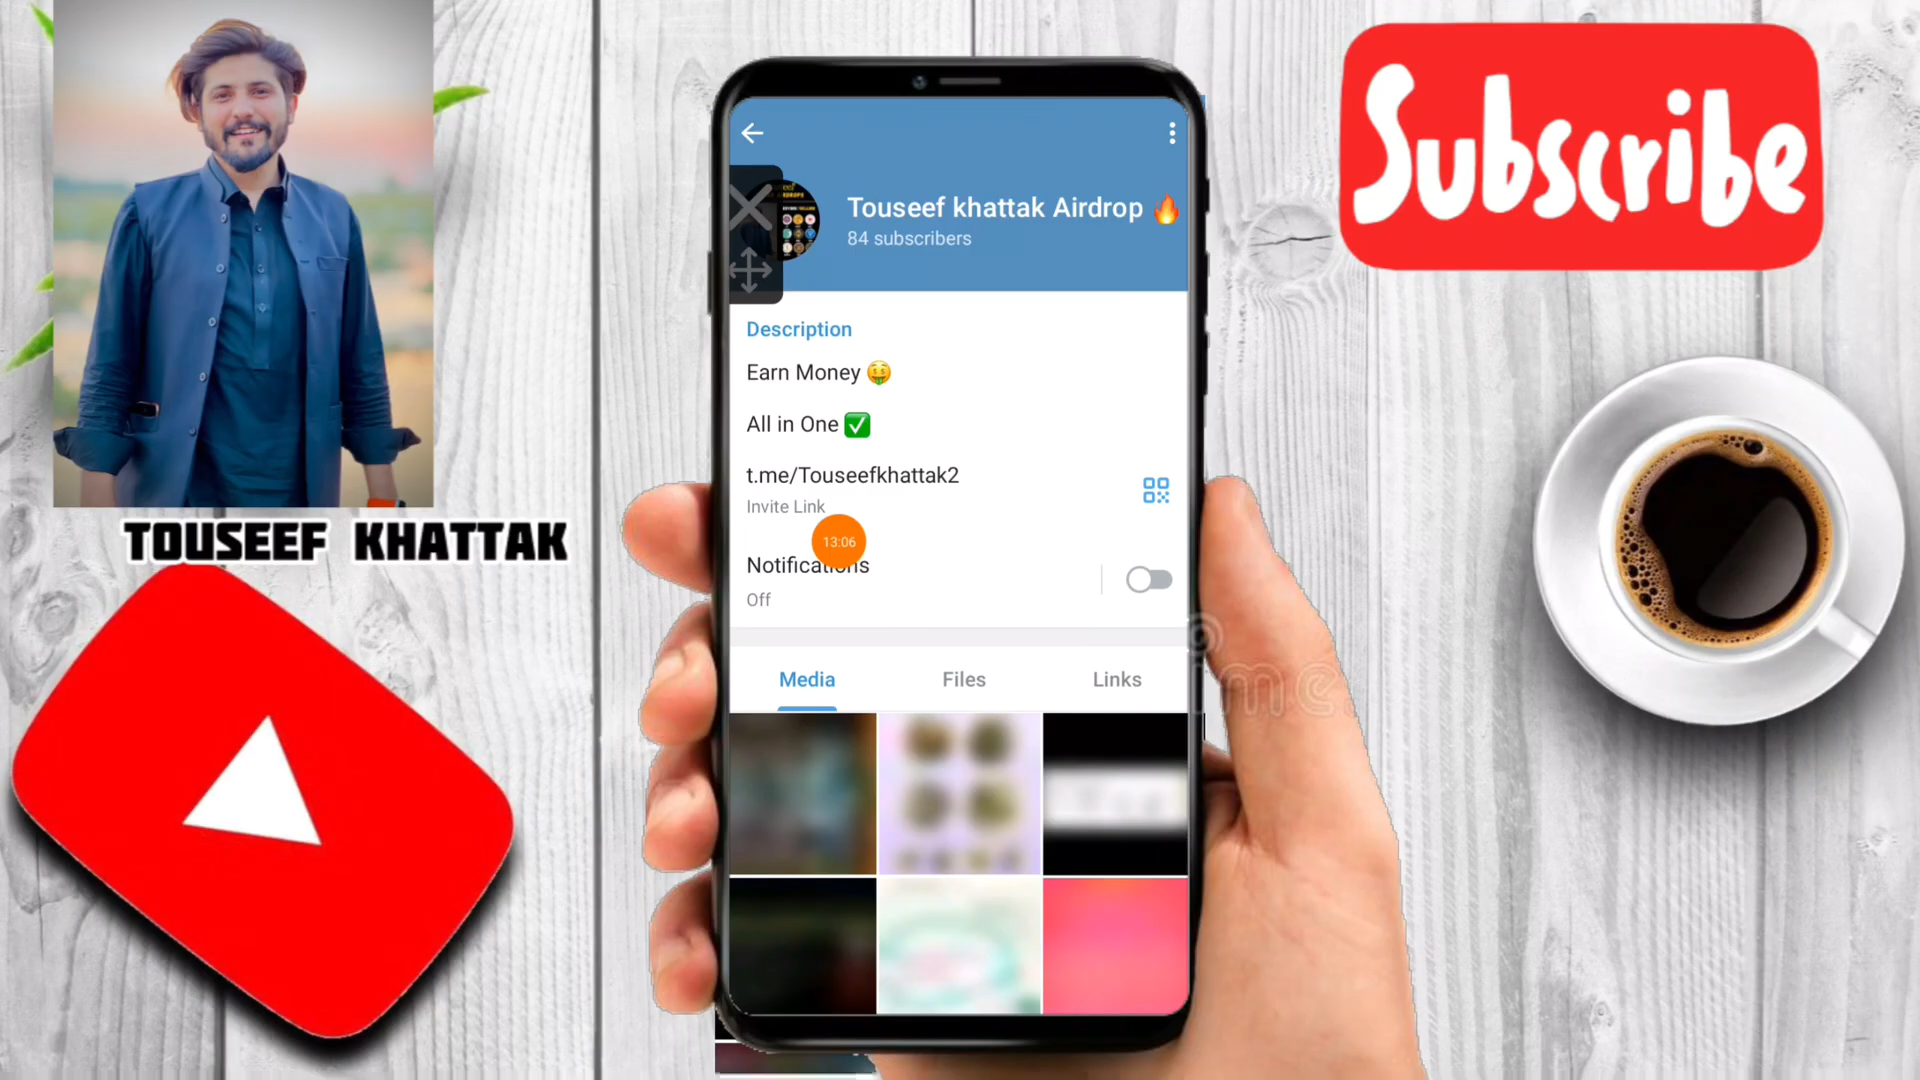 Subscribe
Touseef khattak Airdrop 🔥
84 subscribers
Description
Earn Money 🤑
All in One ✅
t.me/Touseefkhattak2
Invite Link
13:06
Notifications
Off
Media
Files
Links
TOUSEEF KHATTAK